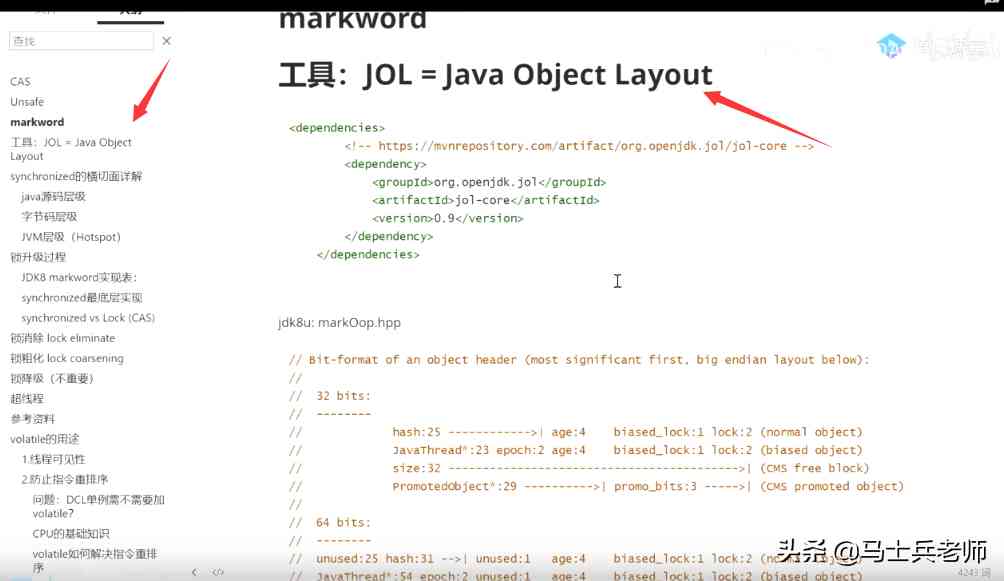 查找
CAS
Unsafe
markword
工具：JOL = Java Object
Layout
synchronized的横切面详解
java源码层级
字节码层级
JVM层级（Hotspot）
锁升级过程
JDK8 markword实现表：
synchronized最底层实现
synchronized vs Lock (CAS)
锁消除 lock eliminate
锁粗化 lock coarsening
锁降级（不重要）
超线程
参考资料
volatile的用途
1.线程可见性
2.防止指令重排序
问题：DCL单例需不需要加
volatile？
CPU的基础知识
volatile如何解决指令重排
序
markword
工具：JOL = Java Object Layout
<dependencies>
<!-- https://mvnrepository.com/artifact/org.openjdk.jol/jol-core -->
<dependency>
<groupId>org.openjdk.jol</groupId>
<artifactId>jol-core</artifactId>
<version>0.9</version>
</dependency>
</dependencies>
jdk8u: markOop.hpp
// Bit-format of an object header (most significant first, big endian layout below):
//
// 32 bits:
// --------
// hash:25 ------------>| age:4 biased_lock:1 lock:2 (normal object)
// JavaThread*:23 epoch:2 age:4 biased_lock:1 lock:2 (biased object)
// size:32 ------------------------------------------>| (CMS free block)
// PromotedObject*:29 ---------->| promo_bits:3 ----->| (CMS promoted object)
//
// 64 bits:
// --------
// unused:25 hash:31 -->| unused:1 age:4 biased_lock:1 lock:2 (normal object)
// JavaThread*:54 epoch:2 unused:1 age:4 biased_lock:1 lock:2 (biased object)
头条 @马士兵老师
4243 词